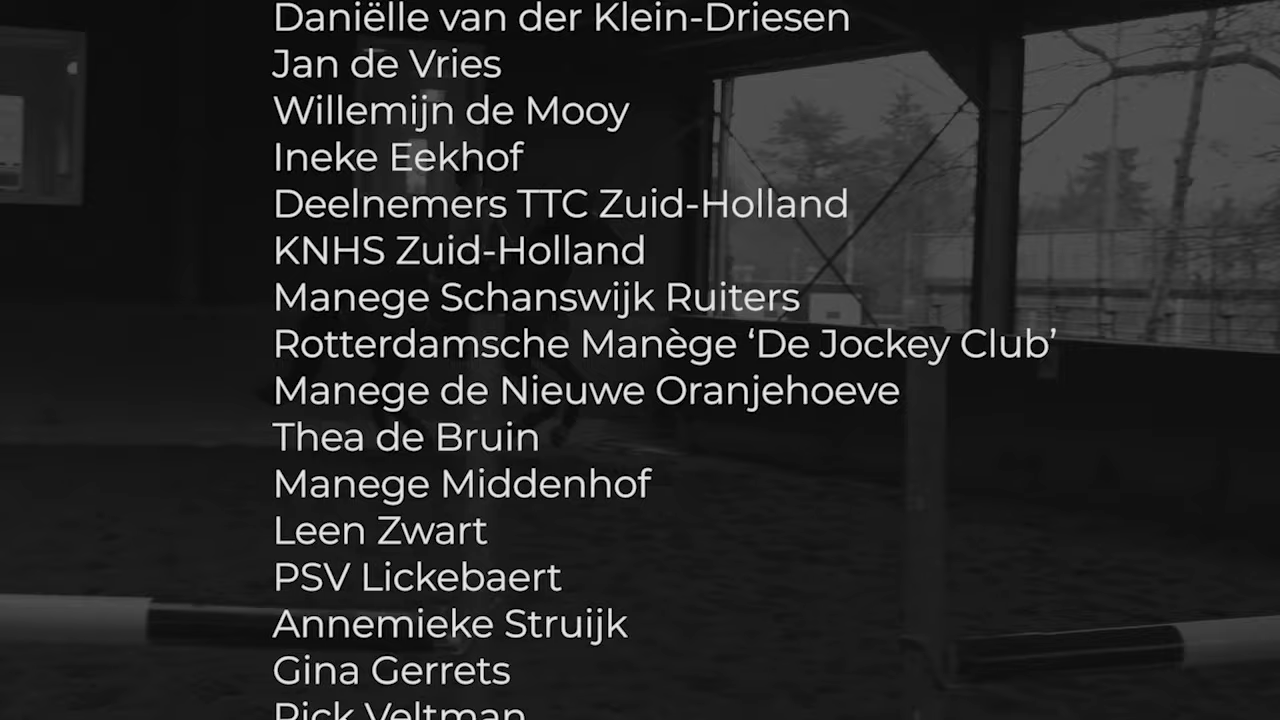 Daniëlle van der Klein-Driesen
Jan de Vries
Willemijn de Mooy
Ineke Eekhof
Deelnemers TTC Zuid-Holland
KNHS Zuid-Holland
Manege Schanswijk Ruiters
Rotterdamsche Manège ‘De Jockey Club’
Manege de Nieuwe Oranjehoeve
Thea de Bruin
Manege Middenhof
Leen Zwart
PSV Lickebaert
Annemieke Struijk
Gina Gerrets
Rick Veltman